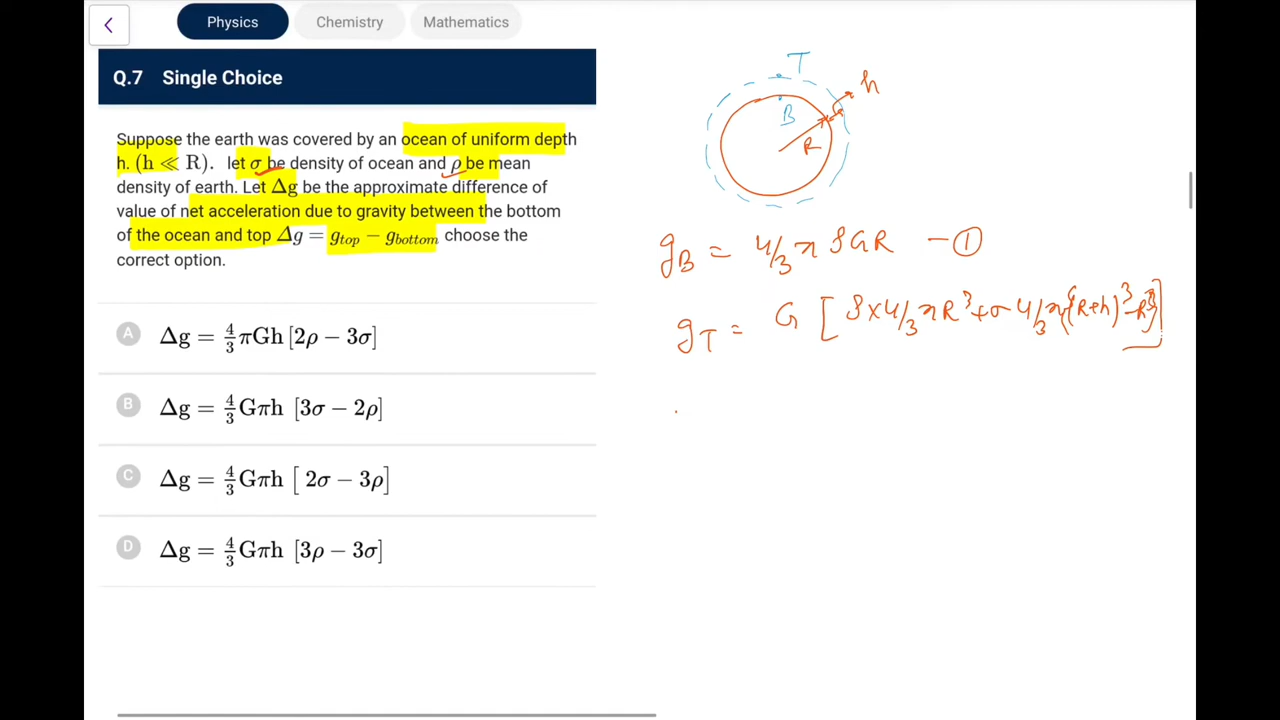 Physics Chemistry Mathematics
Q.7 Single Choice
Suppose the earth was covered by an ocean of uniform depth
h. (h ≪ R). let σ be density of ocean and ρ be mean
density of earth. Let Δg be the approximate difference of
value of net acceleration due to gravity between the bottom
of the ocean and top Δg = g_top − g_bottom choose the
correct option.
A Δg = 4/3 πGh [2ρ − 3σ]
B Δg = 4/3 Gπh [3σ − 2ρ]
C Δg = 4/3 Gπh [ 2σ − 3ρ]
D Δg = 4/3 Gπh [3ρ − 3σ]
T
h
B
R
g_B = 4/3 π ρ G R − ①
g_T = G [ ρ × 4/3 π R³ + σ 4/3 π {(R+h)³ − R³} ]